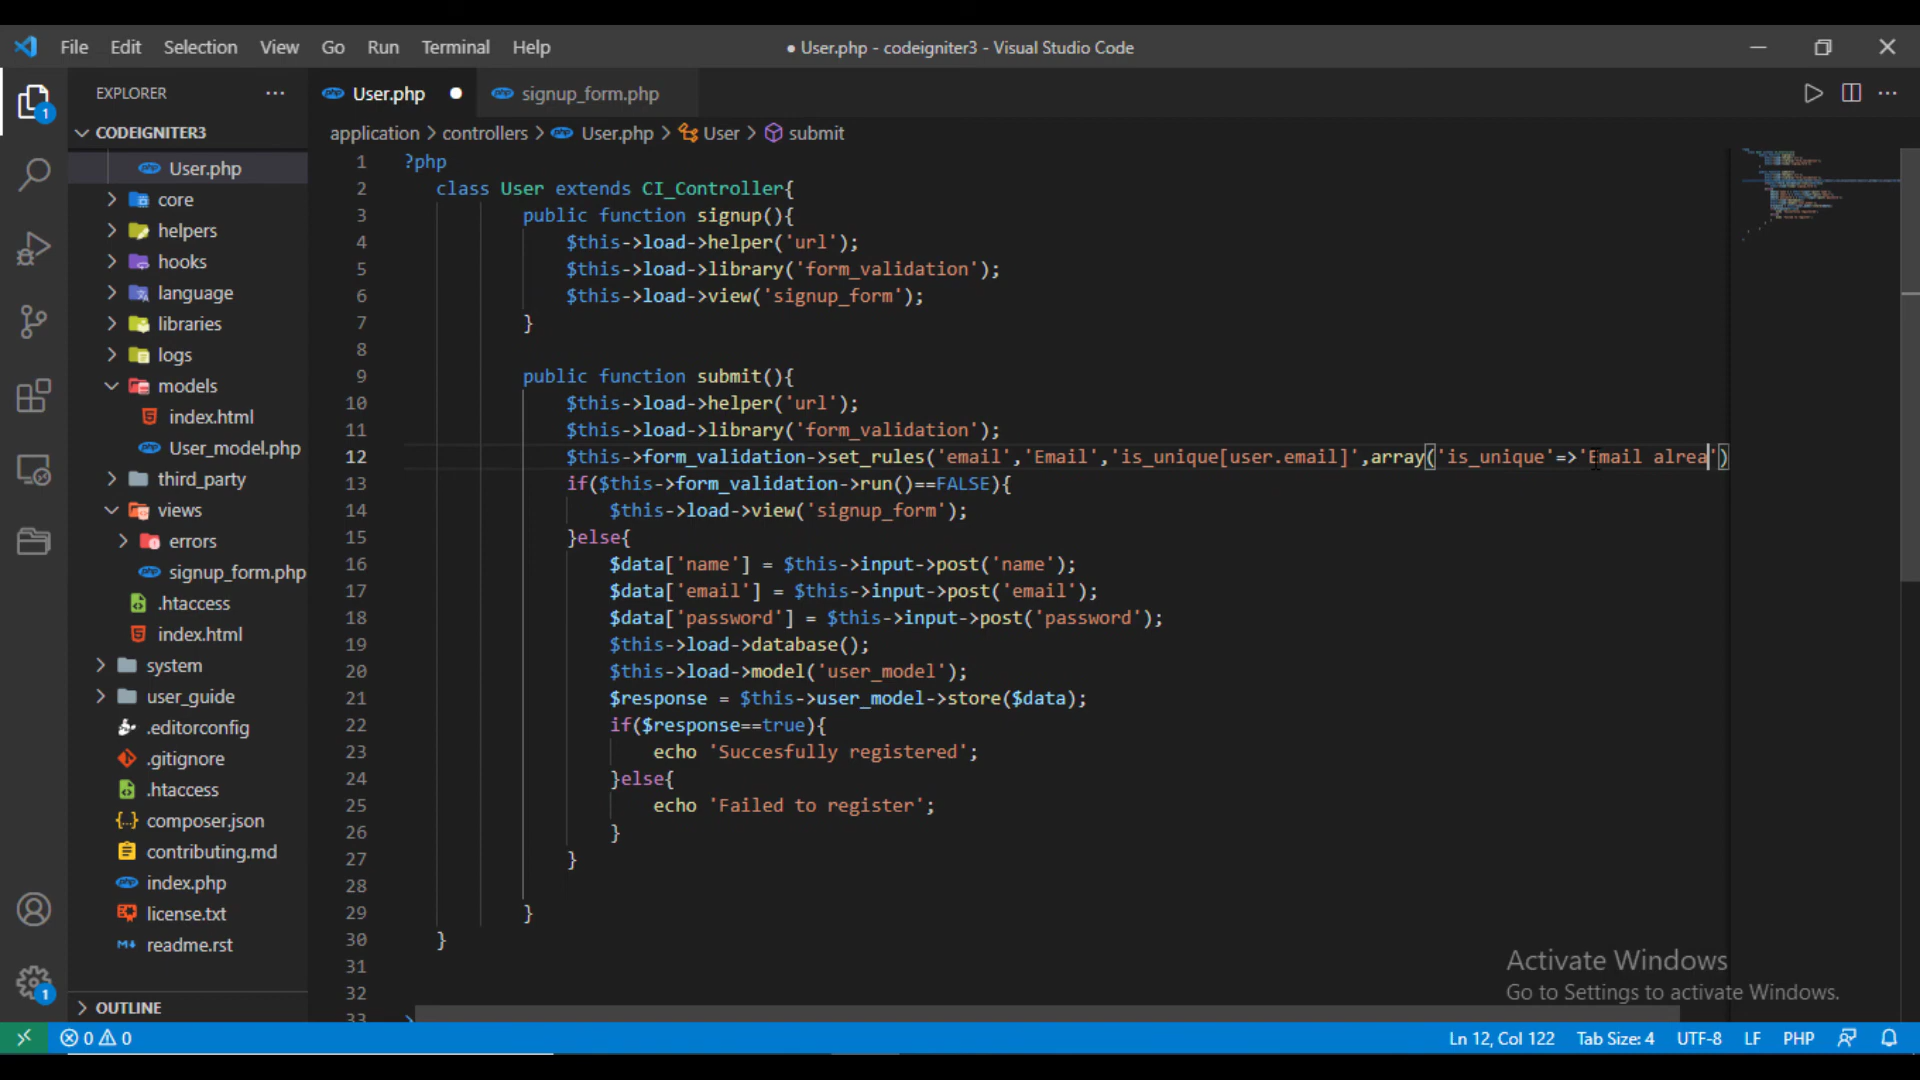 File Edit Selection View Go Run Terminal Help ● User.php - codeigniter3 - Visual Studio Code
EXPLORER ···
User.php ●
signup_form.php
CODEIGNITER3
application > controllers > User.php > User > submit
User.php
core
helpers
hooks
language
libraries
logs
models
index.html
User_model.php
third_party
views
errors
signup_form.php
.htaccess
index.html
system
user_guide
.editorconfig
.gitignore
.htaccess
composer.json
contributing.md
index.php
license.txt
readme.rst
OUTLINE
1 ?php
2 class User extends CI_Controller{
3 public function signup(){
4 $this->load->helper('url');
5 $this->load->library('form_validation');
6 $this->load->view('signup_form');
7 }
8
9 public function submit(){
10 $this->load->helper('url');
11 $this->load->library('form_validation');
12 $this->form_validation->set_rules('email','Email','is_unique[user.email]',array('is_unique'=>'Email alrea')
13 if($this->form_validation->run()==FALSE){
14 $this->load->view('signup_form');
15 }else{
16 $data['name'] = $this->input->post('name');
17 $data['email'] = $this->input->post('email');
18 $data['password'] = $this->input->post('password');
19 $this->load->database();
20 $this->load->model('user_model');
21 $response = $this->user_model->store($data);
22 if($response==true){
23 echo 'Succesfully registered';
24 }else{
25 echo 'Failed to register';
26 }
27 }
28
29 }
30 }
31
32
33
Activate Windows
Go to Settings to activate Windows.
1
1
0 0 Ln 12, Col 122 Tab Size: 4 UTF-8 LF PHP